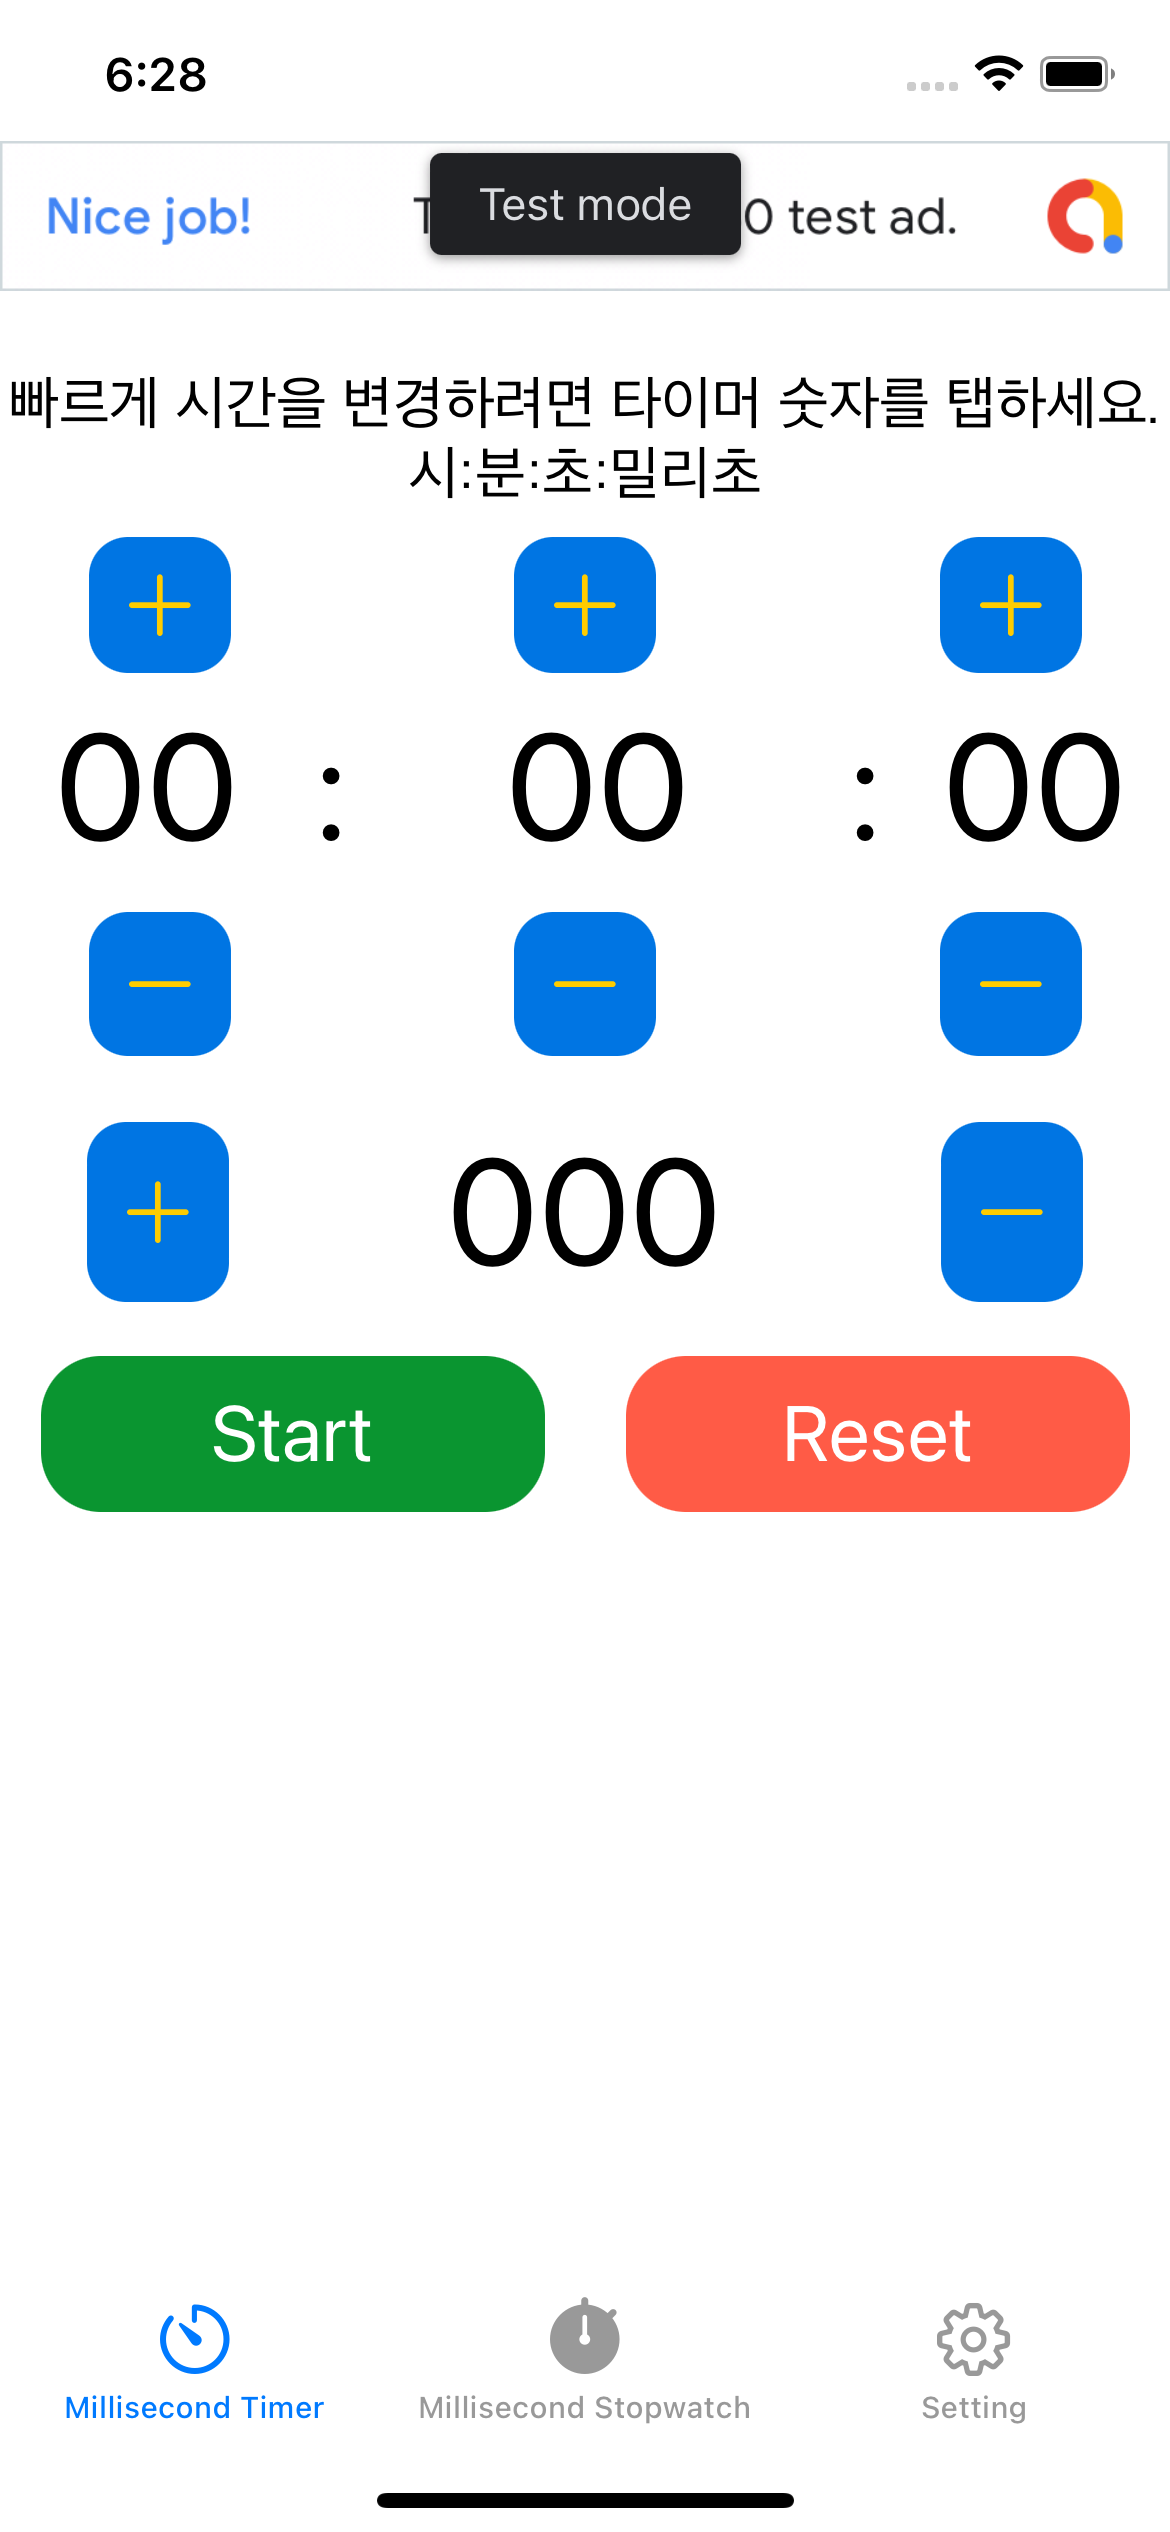 6:28
Nice job!
Test mode
0 test ad.
빠르게 시간을 변경하려면 타이머 숫자를 탭하세요.
시:분:초:밀리초
00 : 00 : 00
000
Start Reset
Millisecond Timer Millisecond Stopwatch Setting